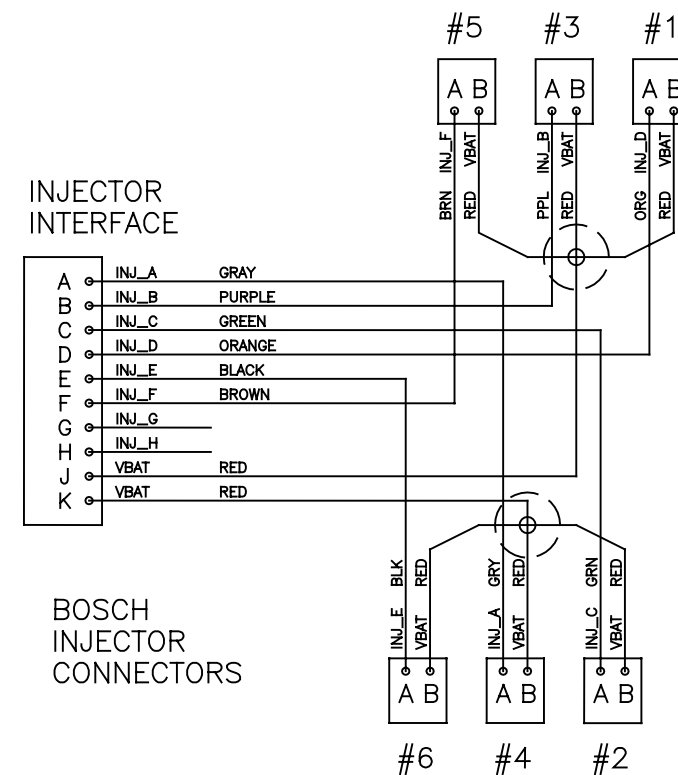 #5 #3 #1
A B A B A B
BRN INJ_F RED VBAT PPL INJ_B RED VBAT ORG INJ_D RED VBAT
INJECTOR
INTERFACE
A INJ_A GRAY
B INJ_B PURPLE
C INJ_C GREEN
D INJ_D ORANGE
E INJ_E BLACK
F INJ_F BROWN
G INJ_G
H INJ_H
J VBAT RED
K VBAT RED
BOSCH
INJECTOR
CONNECTORS
INJ_E BLK VBAT RED INJ_A GRY VBAT RED INJ_C GRN VBAT RED
A B A B A B
#6 #4 #2